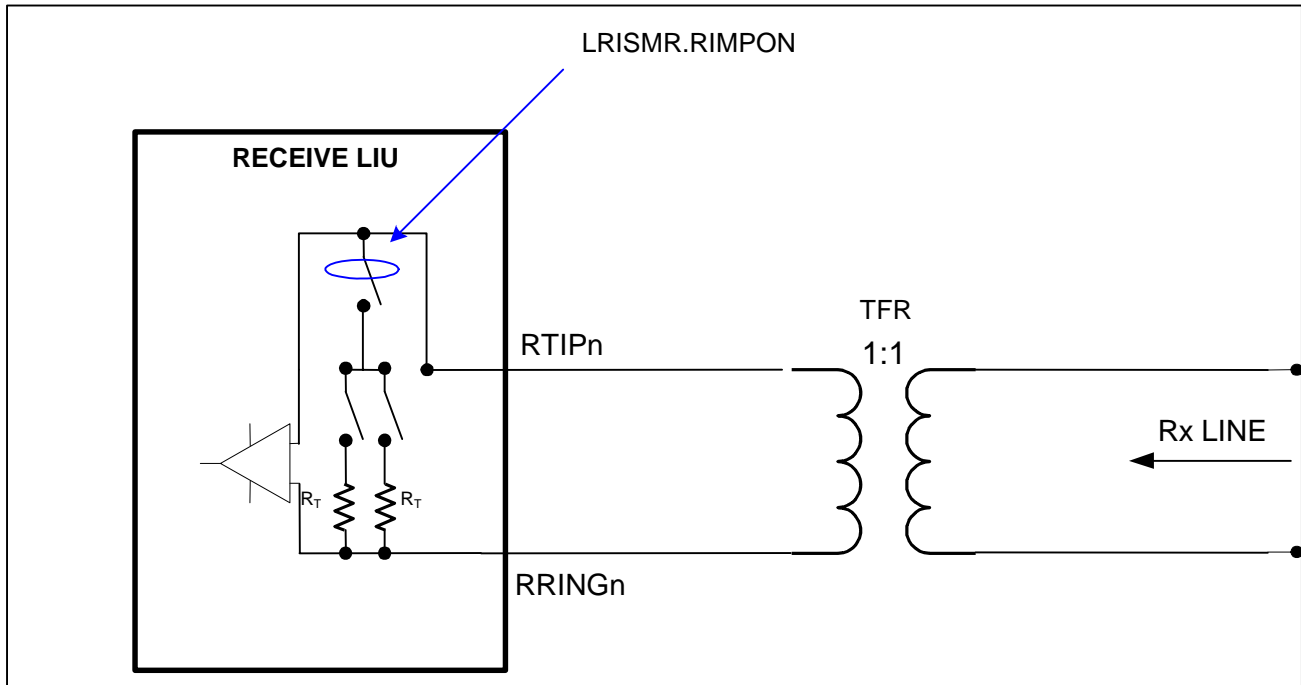 LRISMR.RIMPON
RECEIVE LIU
TFR
1:1
RTIPn
Rx LINE
RT
RT
RRINGn